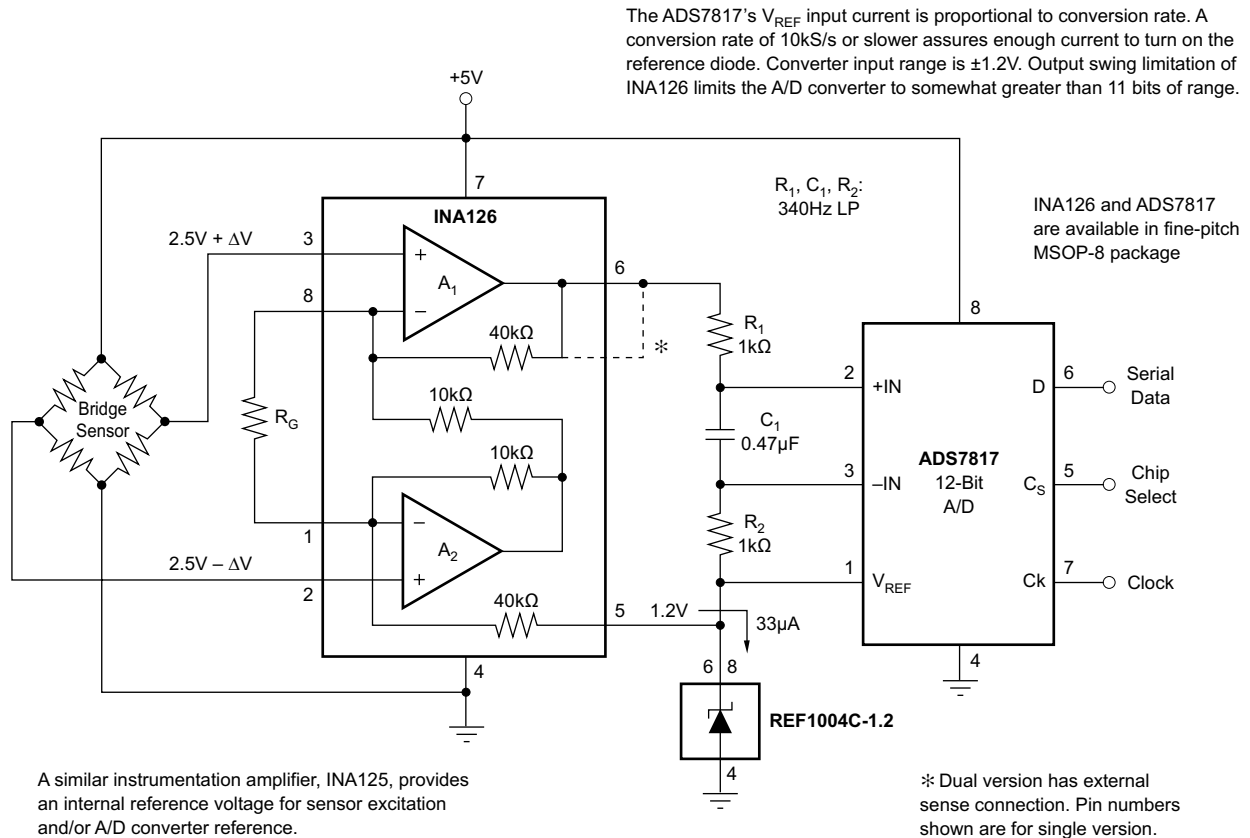 The ADS7817's VREF input current is proportional to conversion rate. A
conversion rate of 10kS/s or slower assures enough current to turn on the
reference diode. Converter input range is ±1.2V. Output swing limitation of
INA126 limits the A/D converter to somewhat greater than 11 bits of range.
+5V
7
R1, C1, R2:
340Hz LP
INA126 and ADS7817
are available in fine-pitch
MSOP-8 package
INA126
2.5V + ΔV
3
+
A1
–
6
8
8
40kΩ
*
R1
1kΩ
Bridge
Sensor
RG
10kΩ
10kΩ
C1
0.47µF
2
+IN
D
6
Serial
Data
ADS7817
12-Bit
A/D
3
–IN
CS
5
Chip
Select
1
–
A2
+
R2
1kΩ
2.5V – ΔV
2
1
VREF
Ck
7
Clock
40kΩ
5
1.2V
33µA
4
4
6
8
REF1004C-1.2
4
A similar instrumentation amplifier, INA125, provides
an internal reference voltage for sensor excitation
and/or A/D converter reference.
* Dual version has external
sense connection. Pin numbers
shown are for single version.